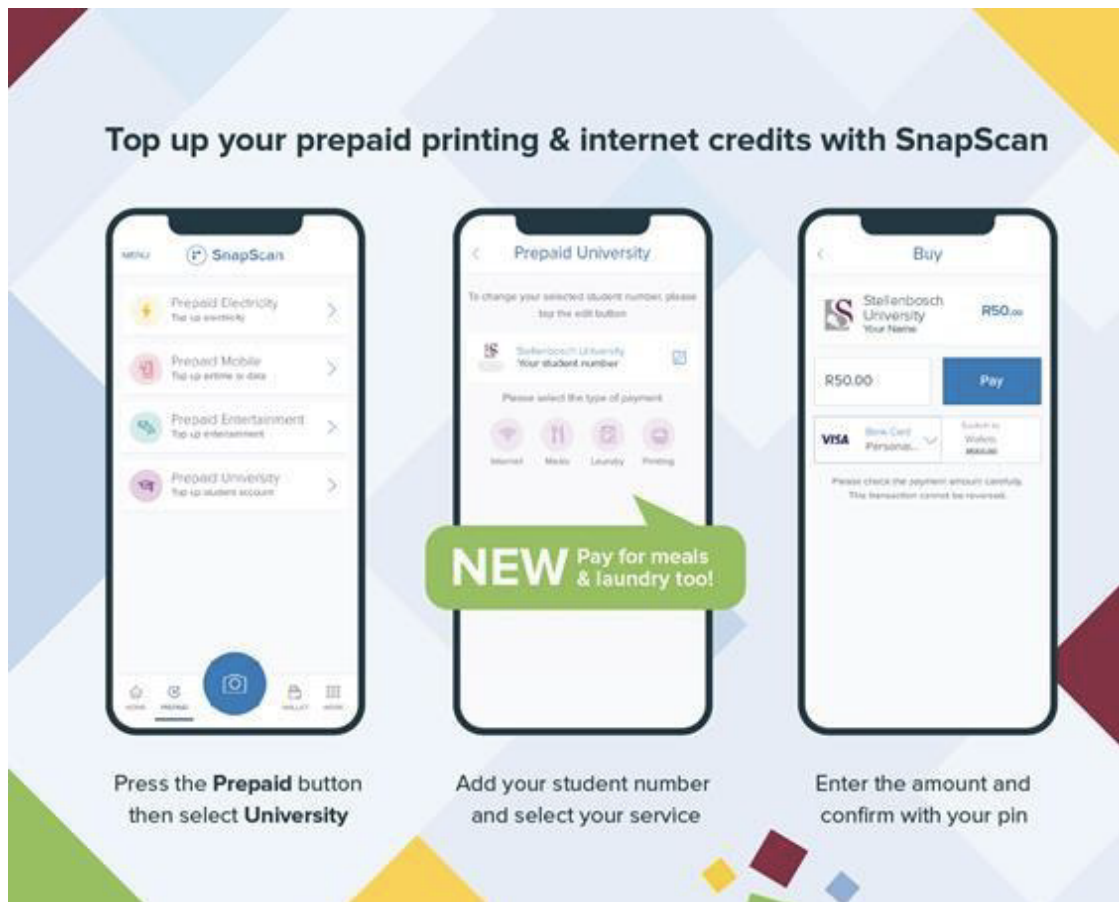 Top up your prepaid printing & internet credits with SnapScan
MENU
SnapScan
Prepaid Electricity
Top up electricity
Prepaid Mobile
Top up airtime or data
Prepaid Entertainment
Top up entertainment
Prepaid University
Top up student account
HOME
PREPAID
WALLET
MORE
Press the Prepaid button
then select University
Prepaid University
To change your selected student number, please
tap the edit button
Stellenbosch University
Your student number
Please select the type of payment
Internet
Meals
Laundry
Printing
NEW
Pay for meals
& laundry too!
Add your student number
and select your service
Buy
Stellenbosch
University
Your Name
R50.00
R50.00
Pay
VISA
Bank Card
Personal...
Switch to
Wallets
Please check the payment amount carefully.
This transaction cannot be reversed.
Enter the amount and
confirm with your pin